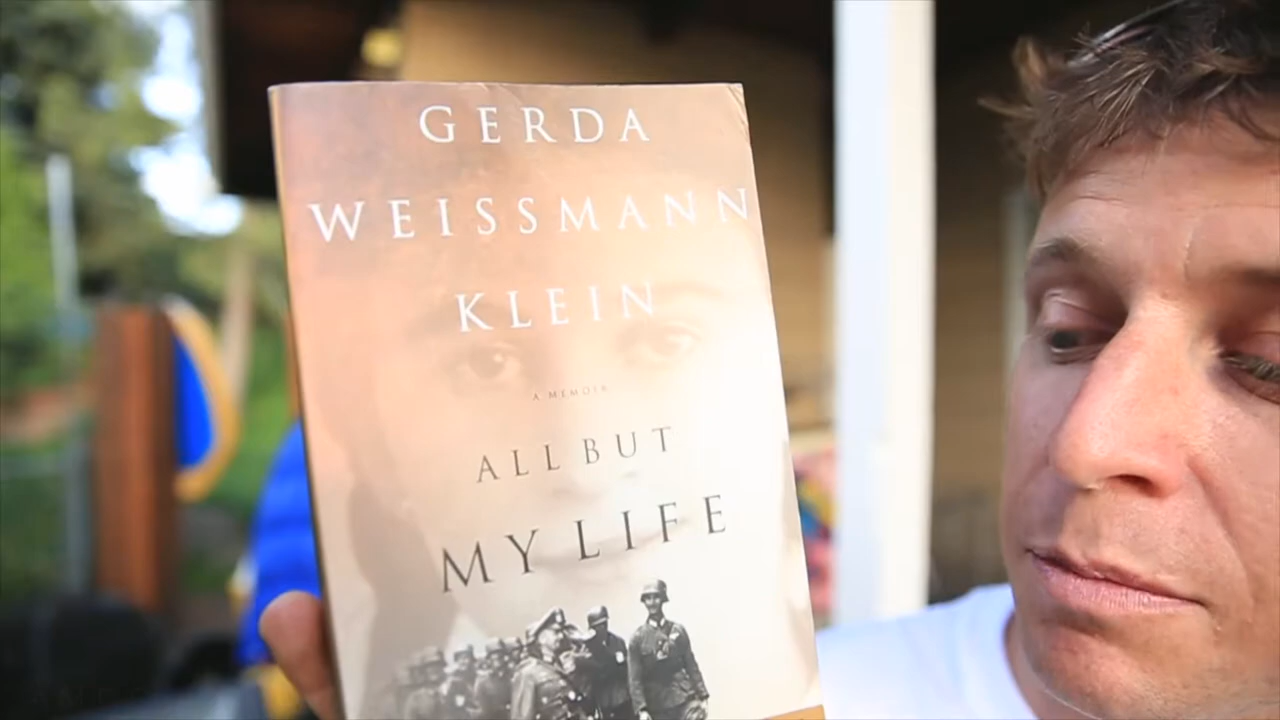 GERDA
WEISSMANN
KLEIN
A MEMOIR
ALL BUT
MY LIFE